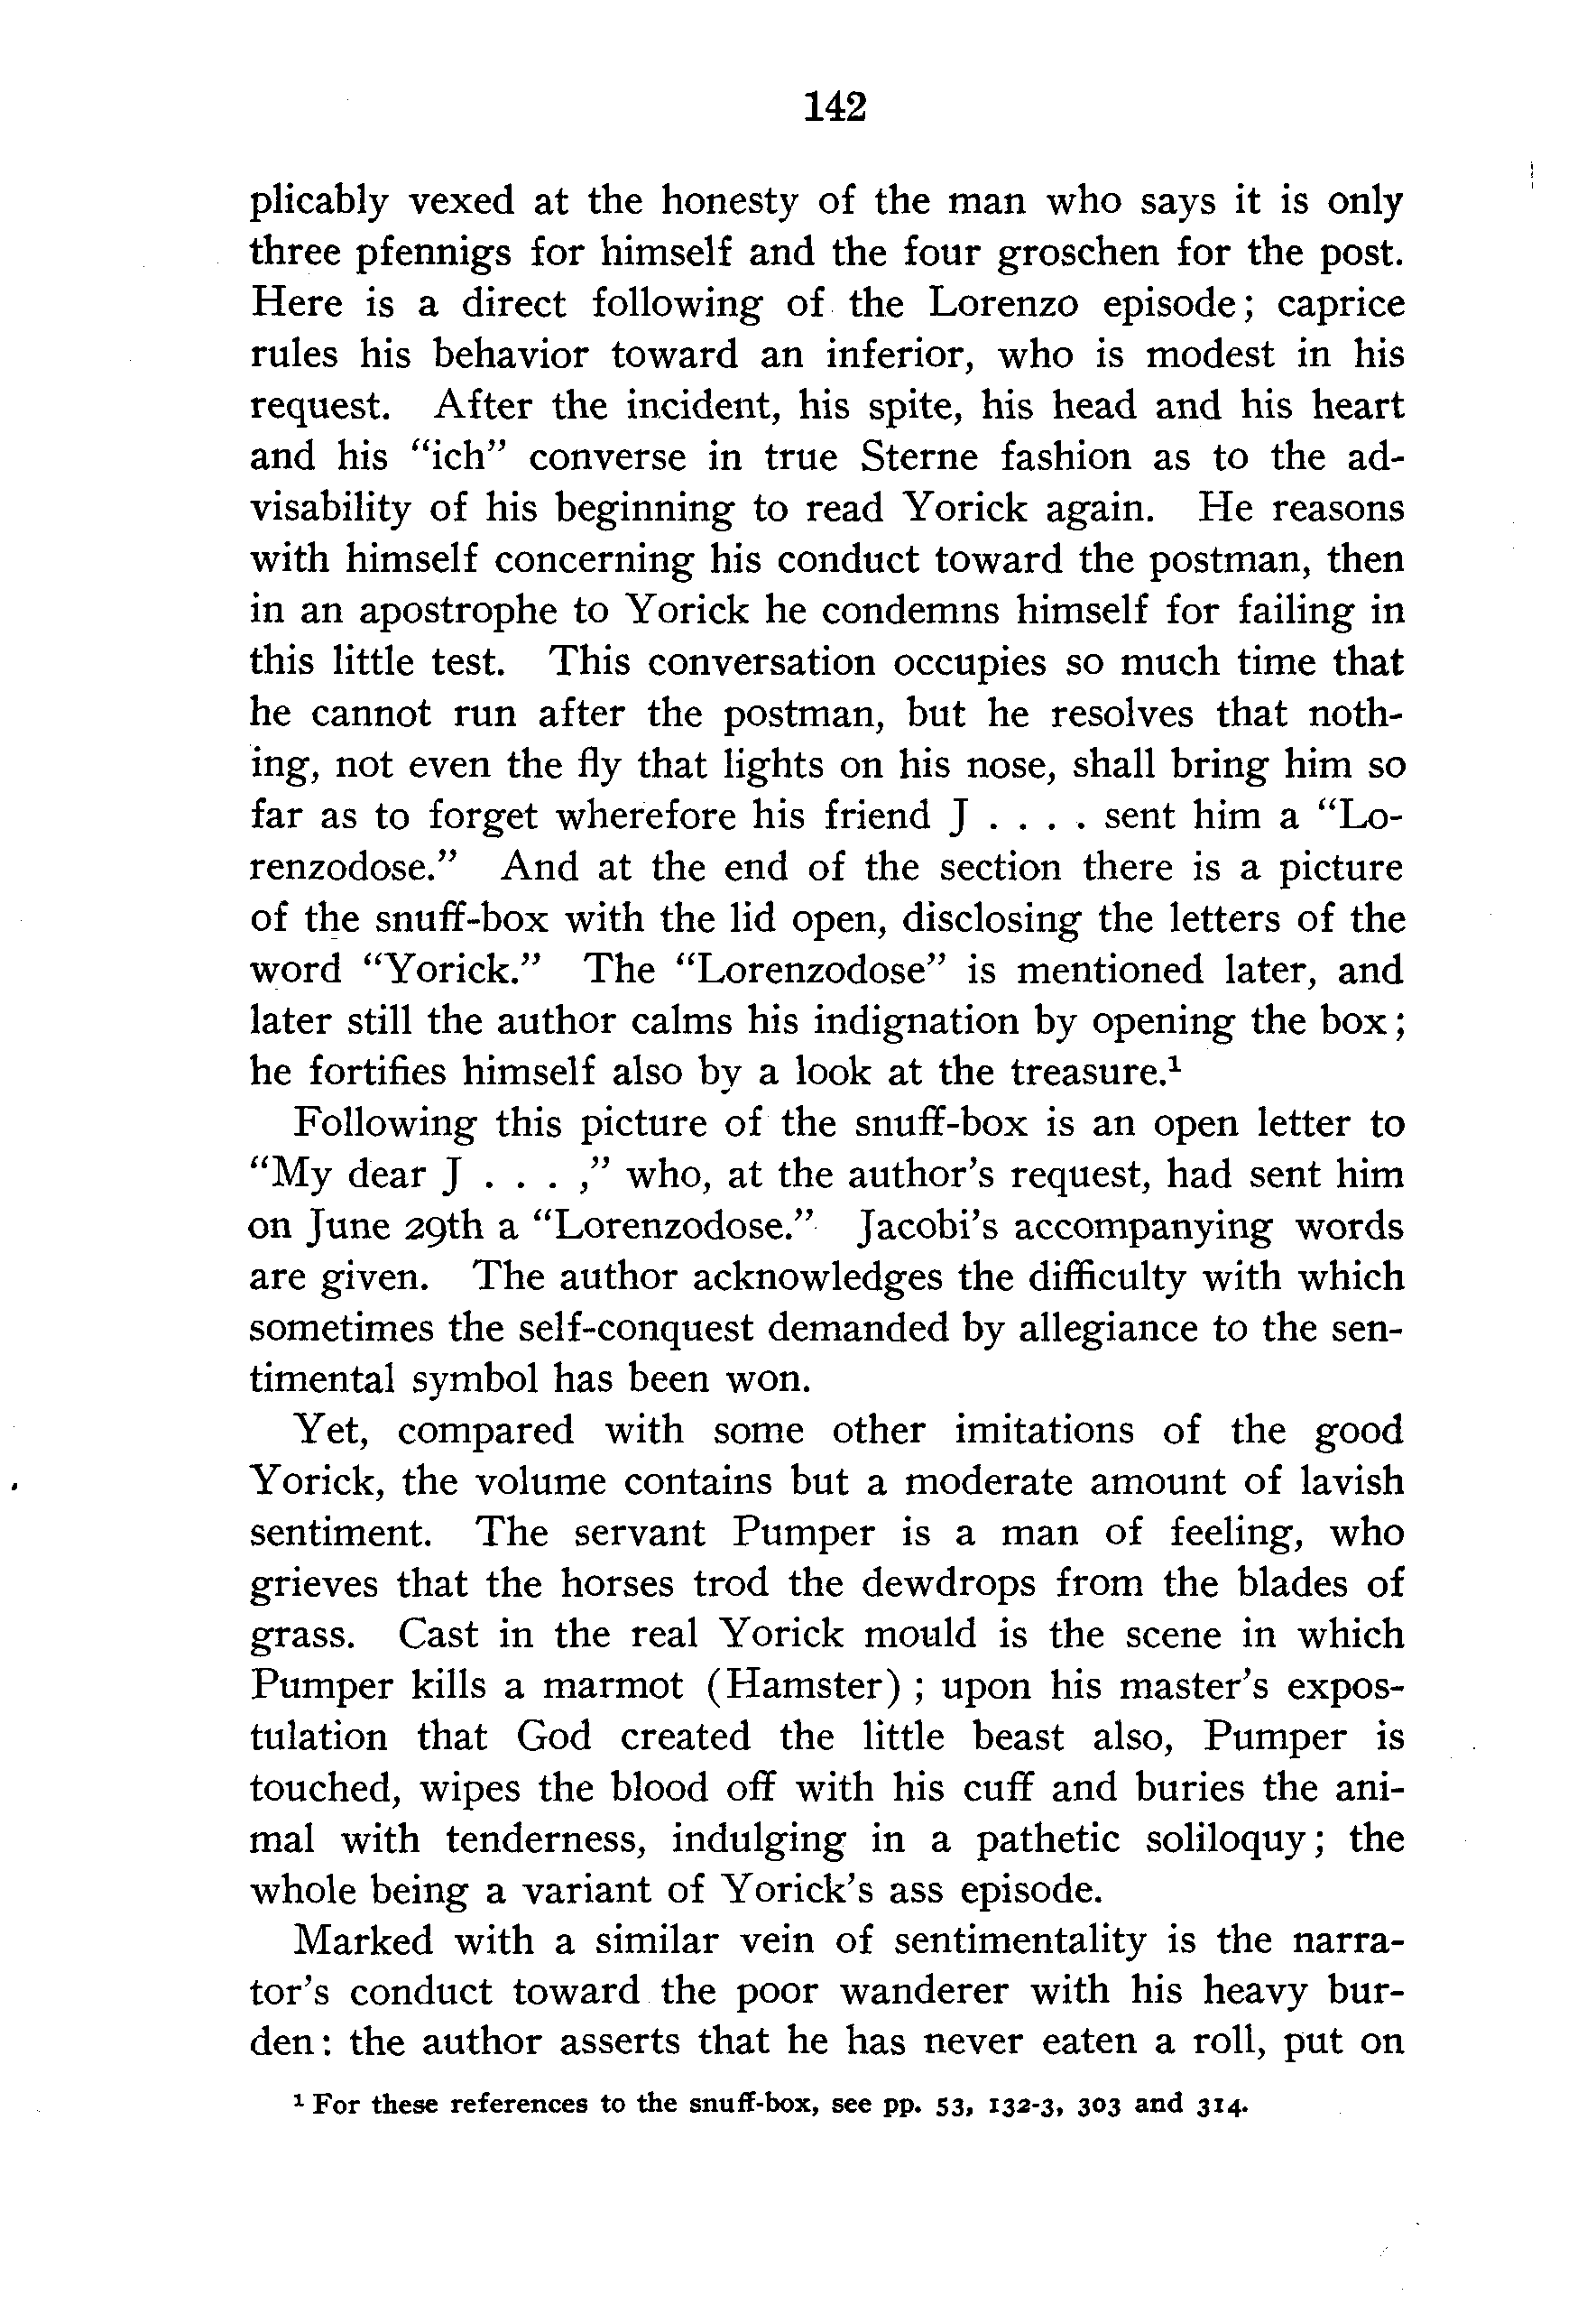 142
plicably vexed at the honesty of the man who says it is only
three pfennigs for himself and the four groschen for the post.
Here is a direct following of the Lorenzo episode; caprice
rules his behavior toward an inferior, who is modest in his
request. After the incident, his spite, his head and his heart
and his “ich” converse in true Sterne fashion as to the ad-
visability of his beginning to read Yorick again. He reasons
with himself concerning his conduct toward the postman, then
in an apostrophe to Yorick he condemns himself for failing in
this little test. This conversation occupies so much time that
he cannot run after the postman, but he resolves that noth-
ing, not even the fly that lights on his nose, shall bring him so
far as to forget wherefore his friend J . . . . sent him a “Lo-
renzodose.” And at the end of the section there is a picture
of the snuff-box with the lid open, disclosing the letters of the
word “Yorick.” The “Lorenzodose” is mentioned later, and
later still the author calms his indignation by opening the box;
he fortifies himself also by a look at the treasure.¹
Following this picture of the snuff-box is an open letter to
“My dear J . . . ,” who, at the author’s request, had sent him
on June 29th a “Lorenzodose.” Jacobi’s accompanying words
are given. The author acknowledges the difficulty with which
sometimes the self-conquest demanded by allegiance to the sen-
timental symbol has been won.
Yet, compared with some other imitations of the good
Yorick, the volume contains but a moderate amount of lavish
sentiment. The servant Pumper is a man of feeling, who
grieves that the horses trod the dewdrops from the blades of
grass. Cast in the real Yorick mould is the scene in which
Pumper kills a marmot (Hamster) ; upon his master’s expos-
tulation that God created the little beast also, Pumper is
touched, wipes the blood off with his cuff and buries the ani-
mal with tenderness, indulging in a pathetic soliloquy; the
whole being a variant of Yorick’s ass episode.
Marked with a similar vein of sentimentality is the narra-
tor’s conduct toward the poor wanderer with his heavy bur-
den: the author asserts that he has never eaten a roll, put on
¹ For these references to the snuff-box, see pp. 53, 132-3, 303 and 314.